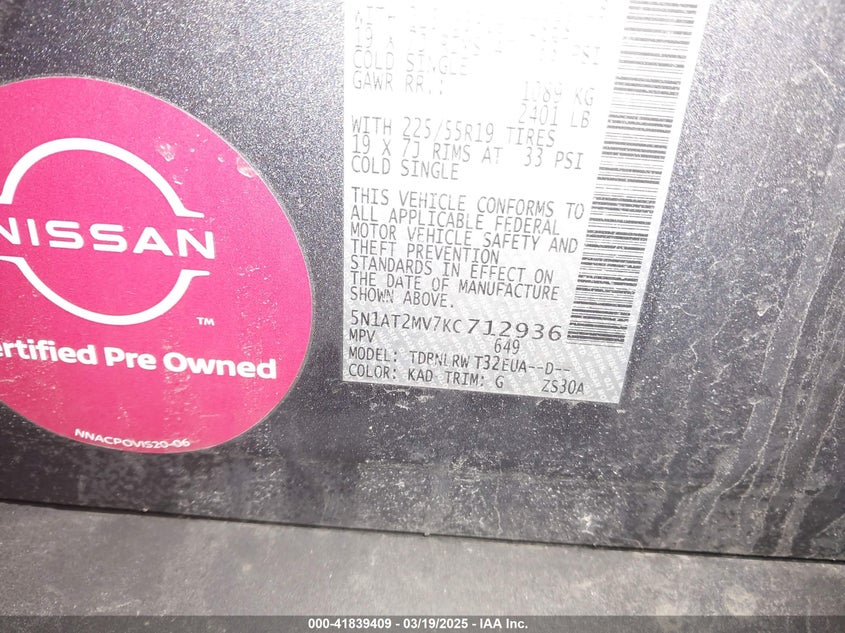 COLD SINGLE
GAWR RR.: 1089 KG
2401 LB
WITH 225/55R19 TIRES
19 X 7J RIMS AT 33 PSI
COLD SINGLE
THIS VEHICLE CONFORMS TO
ALL APPLICABLE FEDERAL
MOTOR VEHICLE SAFETY AND
THEFT PREVENTION
STANDARDS IN EFFECT ON
THE DATE OF MANUFACTURE
SHOWN ABOVE.
5N1AT2MV7KC712936
MPV 649
MODEL: TDRNLRW T32EUA--D--
COLOR: KAD TRIM: G ZS30A
NISSAN
TM
ertified Pre Owned
NNACPOVIS20-06
000-41839409 - 03/19/2025 - IAA Inc.